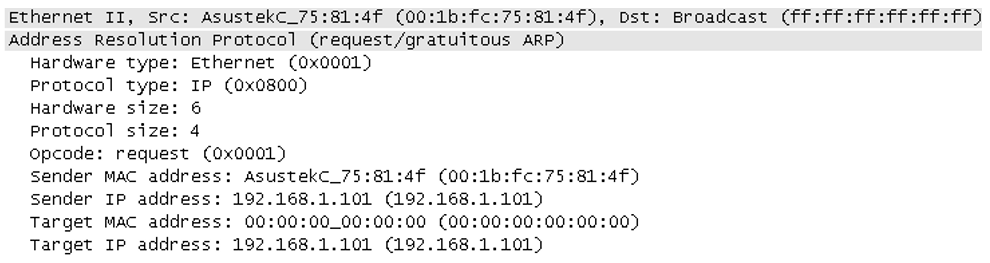 Ethernet II, Src: AsustekC_75:81:4f (00:1b:fc:75:81:4f), Dst: Broadcast (ff:ff:ff:ff:ff:ff)
Address Resolution Protocol (request/gratuitous ARP)
Hardware type: Ethernet (0x0001)
Protocol type: IP (0x0800)
Hardware size: 6
Protocol size: 4
Opcode: request (0x0001)
Sender MAC address: AsustekC_75:81:4f (00:1b:fc:75:81:4f)
Sender IP address: 192.168.1.101 (192.168.1.101)
Target MAC address: 00:00:00_00:00:00 (00:00:00:00:00:00)
Target IP address: 192.168.1.101 (192.168.1.101)